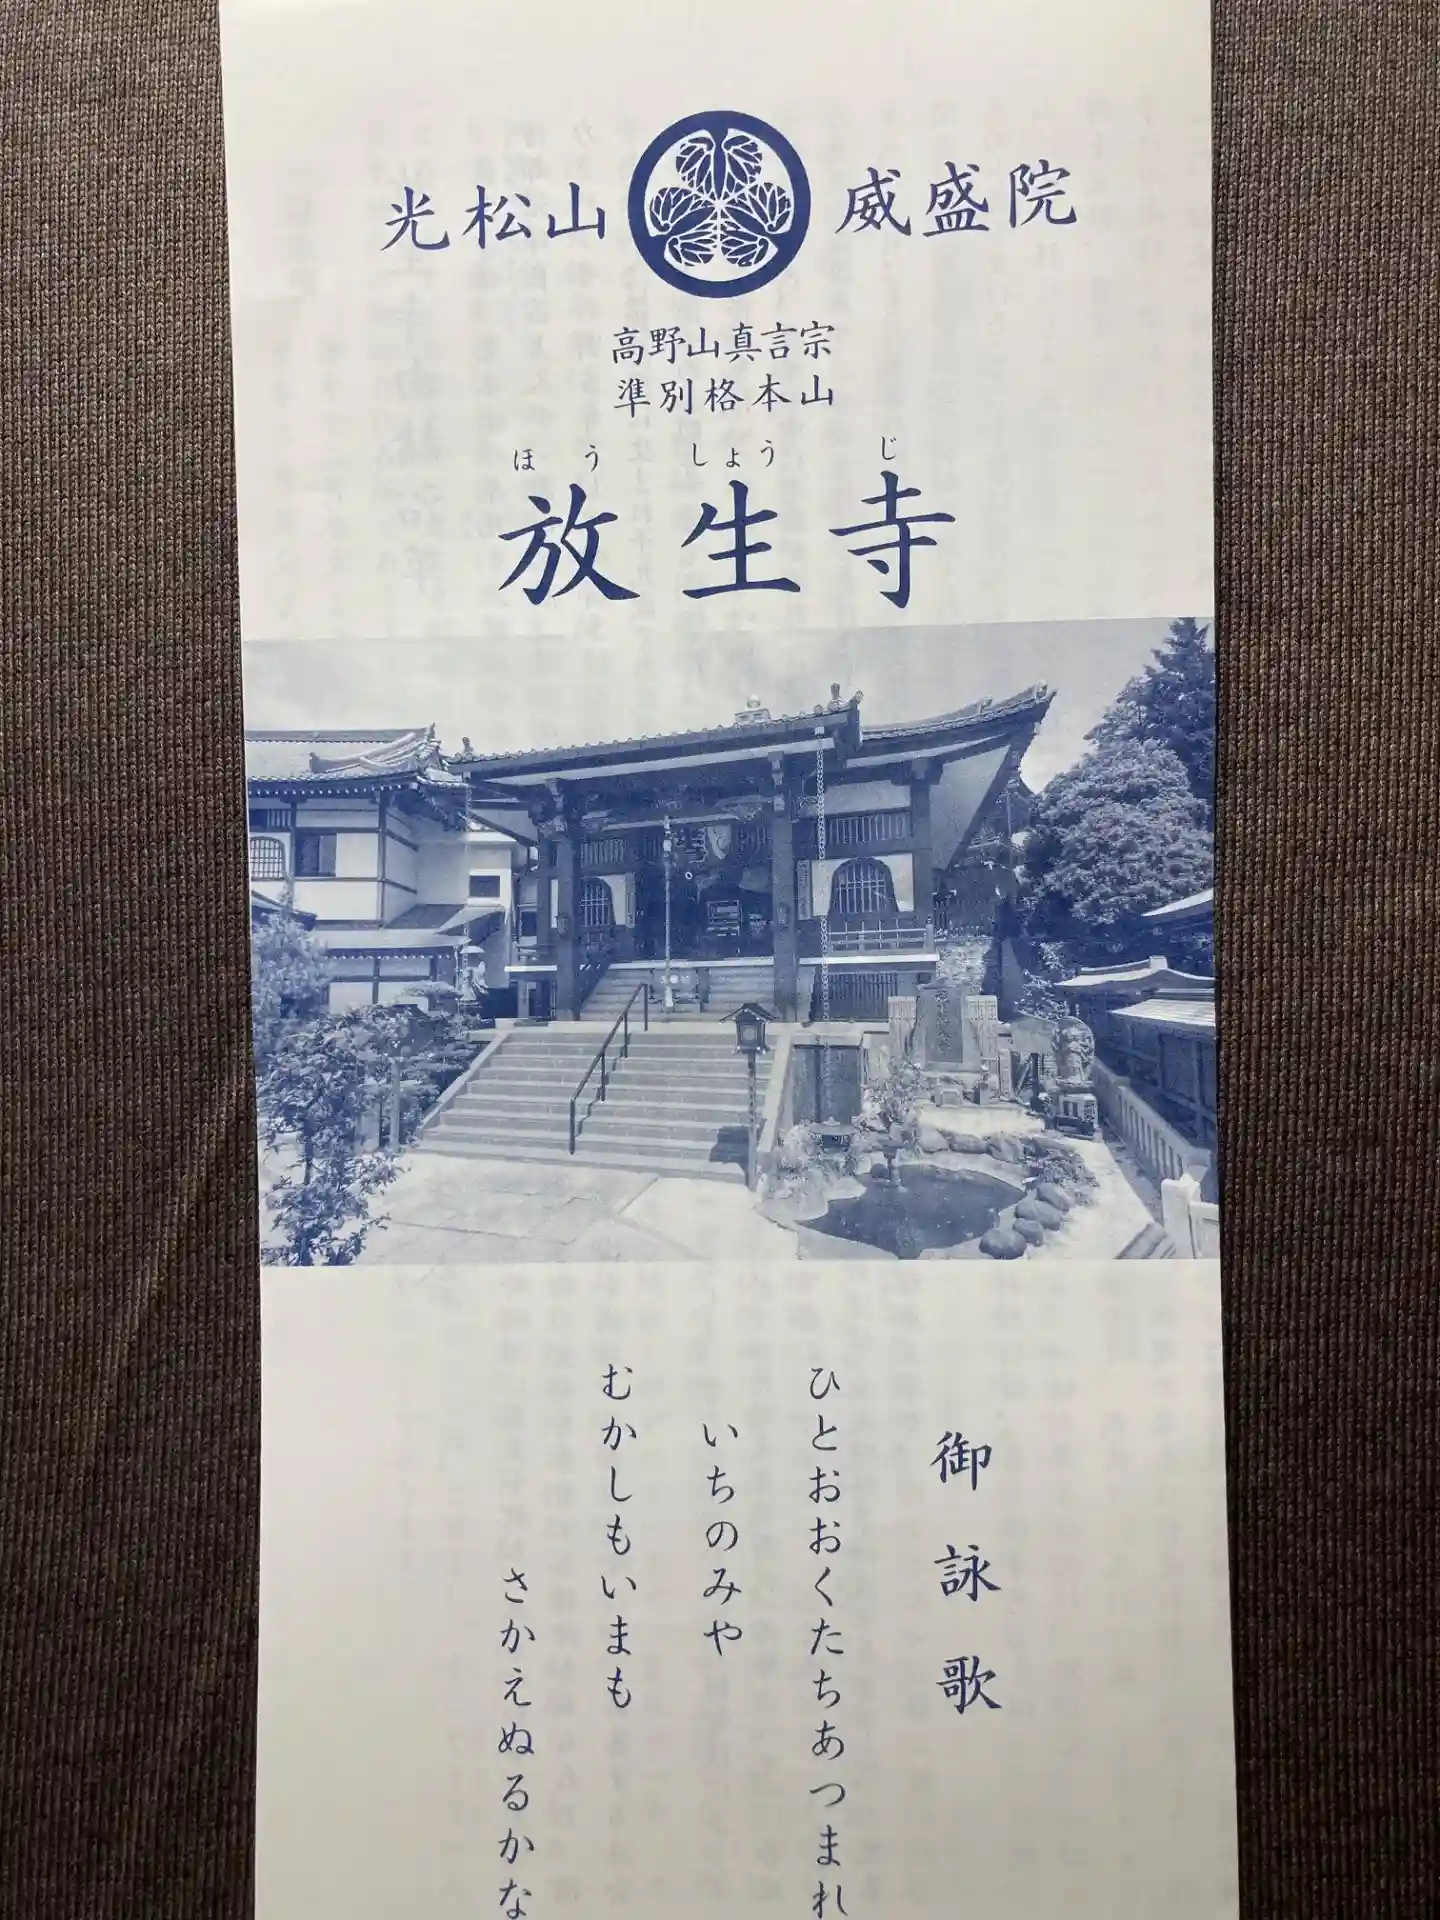 光松山 威盛院
高野山真言宗
準別格本山
ほう しょう じ
放生寺
御詠歌
ひとおおくたちあつまれ
いちのみや
むかしもいまも
さかえぬるかな